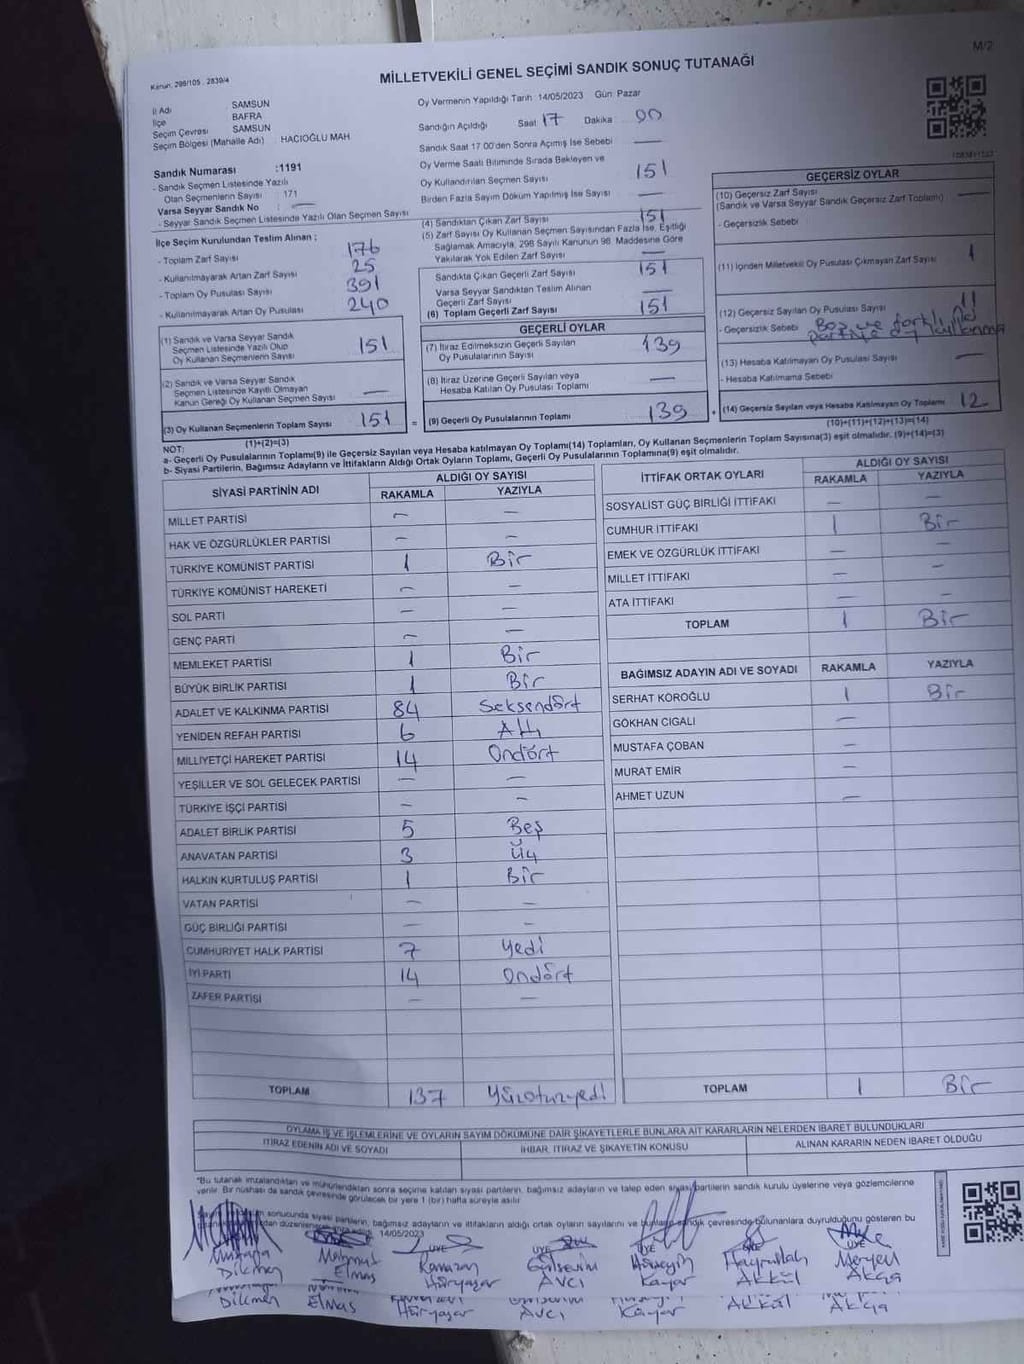 M/2
Kanun: 298/105 , 2839/4
MİLLETVEKİLİ GENEL SEÇİMİ SANDIK SONUÇ TUTANAĞI
İl Adı SAMSUN
İlçe BAFRA
Seçim Çevresi SAMSUN
Seçim Bölgesi (Mahalle Adı) HACIOĞLU MAH
Oy Vermenin Yapıldığı Tarih 14/05/2023 Gün: Pazar
Sandığın Açıldığı Saat 17 Dakika 00
Sandık Saat 17 00'den Sonra Açımış İse Sebebi —
Oy Verme Saati Bitiminde Sırada Bekleyen ve
Oy Kullandırılan Seçmen Sayısı 151
Birden Fazla Sayım Döküm Yapılmış İse Sayısı —
Sandık Numarası :1191
- Sandık Seçmen Listesinde Yazılı
Olan Seçmenlerin Sayısı 171
Varsa Seyyar Sandık No : —
- Seyyar Sandık Seçmen Listesinde Yazılı Olan Seçmen Sayısı
İlçe Seçim Kurulundan Teslim Alınan ;
- Toplam Zarf Sayısı 176
- Kullanılmayarak Artan Zarf Sayısı 25
- Toplam Oy Pusulası Sayısı 391
- Kullanılmayarak Artan Oy Pusulası 240
(1) Sandık ve Varsa Seyyar Sandık
Seçmen Listesinde Yazılı Olup
Oy Kullanan Seçmenlerin Sayısı 151
(2) Sandık ve Varsa Seyyar Sandık
Seçmen Listesinde Kayıtlı Olmayan
Kanun Gereği Oy Kullanan Seçmen Sayısı —
(3) Oy Kullanan Seçmenlerin Toplam Sayısı 151
(1)+(2)=(3)
(4) Sandıktan Çıkan Zarf Sayısı 151
(5) Zarf Sayısı Oy Kullanan Seçmen Sayısından Fazla İse, Eşitliği
Sağlamak Amacıyla, 298 Sayılı Kanunun 98. Maddesine Göre
Yakılarak Yok Edilen Zarf Sayısı —
Sandıkta Çıkan Geçerli Zarf Sayısı 151
Varsa Seyyar Sandıktan Teslim Alınan
Geçerli Zarf Sayısı —
(6) Toplam Geçerli Zarf Sayısı 151
GEÇERLİ OYLAR
(7) İtiraz Edilmeksizin Geçerli Sayılan
Oy Pusulalarının Sayısı 139
(8) İtiraz Üzerine Geçerli Sayılan veya
Hesaba Katılan Oy Pusulası Toplamı —
= (9) Geçerli Oy Pusulalarının Toplamı 139
GEÇERSİZ OYLAR
(10) Geçersiz Zarf Sayısı
(Sandık ve Varsa Seyyar Sandık Geçersiz Zarf Toplamı) —
- Geçersizlik Sebebi
(11) İçinden Milletvekili Oy Pusulası Çıkmayan Zarf Sayısı 1
(12) Geçersiz Sayılan Oy Pusulası Sayısı 11
- Geçersizlik Sebebi Boş ve farklı iki
partiye oy kullanma
(13) Hesaba Katılmayan Oy Pusulası Sayısı —
- Hesaba Katılmama Sebebi
+ (14) Geçersiz Sayılan veya Hesaba Katılmayan Oy Toplamı 12
(10)+(11)+(12)+(13)=(14)
NOT:
a- Geçerli Oy Pusulalarının Toplamı(9) ile Geçersiz Sayılan veya Hesaba katılmayan Oy Toplamı(14) Toplamları, Oy Kullanan Seçmenlerin Toplam Sayısına(3) eşit olmalıdır. (9)+(14)=(3)
b- Siyasi Partilerin, Bağımsız Adayların ve İttifakların Aldığı Ortak Oyların Toplamı, Geçerli Oy Pusulalarının Toplamına(9) eşit olmalıdır.
SİYASİ PARTİNİN ADI ALDIĞI OY SAYISI
RAKAMLA YAZIYLA
MİLLET PARTİSİ — —
HAK VE ÖZGÜRLÜKLER PARTİSİ — —
TÜRKİYE KOMÜNİST PARTİSİ 1 Bir
TÜRKİYE KOMÜNİST HAREKETİ — —
SOL PARTİ — —
GENÇ PARTİ — —
MEMLEKET PARTİSİ 1 Bir
BÜYÜK BİRLİK PARTİSİ 1 Bir
ADALET VE KALKINMA PARTİSİ 84 Seksendört
YENİDEN REFAH PARTİSİ 6 Altı
MİLLİYETÇİ HAREKET PARTİSİ 14 Ondört
YEŞİLLER VE SOL GELECEK PARTİSİ — —
TÜRKİYE İŞÇİ PARTİSİ — —
ADALET BİRLİK PARTİSİ 5 Beş
ANAVATAN PARTİSİ 3 Üç
HALKIN KURTULUŞ PARTİSİ 1 Bir
VATAN PARTİSİ — —
GÜÇ BİRLİĞİ PARTİSİ — —
CUMHURİYET HALK PARTİSİ 7 Yedi
İYİ PARTİ 14 Ondört
ZAFER PARTİSİ — —
TOPLAM 137 Yüzotuzyedi
İTTİFAK ORTAK OYLARI ALDIĞI OY SAYISI
RAKAMLA YAZIYLA
SOSYALİST GÜÇ BİRLİĞİ İTTİFAKI — —
CUMHUR İTTİFAKI 1 Bir
EMEK VE ÖZGÜRLÜK İTTİFAKI — —
MİLLET İTTİFAKI — —
ATA İTTİFAKI — —
TOPLAM 1 Bir
BAĞIMSIZ ADAYIN ADI VE SOYADI RAKAMLA YAZIYLA
SERHAT KÖROĞLU 1 Bir
GÖKHAN CIGALI —
MUSTAFA ÇOBAN —
MURAT EMİR —
AHMET UZUN —
TOPLAM 1 Bir
OYLAMA İŞ VE İŞLEMLERİNE VE OYLARIN SAYIM DÖKÜMÜNE DAİR ŞİKAYETLERLE BUNLARA AİT KARARLARIN NELERDEN İBARET BULUNDUKLARI
İTİRAZ EDENİN ADI VE SOYADI İHBAR, İTİRAZ VE ŞİKAYETİN KONUSU ALINAN KARARIN NEDEN İBARET OLDUĞU
"Bu tutanak imzalandıktan ve mühürlendikten sonra seçime katılan siyasi partilerin, bağımsız adayların ve talep eden siyasi partilerin sandık kurulu üyelerine veya gözlemcilerine
verilir. Bir nüshası da sandık çevresinde görülecek bir yere 1 (bir) hafta süreyle asılır
sonucunda siyasi partilerin, bağımsız adayların ve ittifakların aldığı ortak oyların sayılarını ve bunların sandık çevresinde bulunanlara duyrulduğunu gösteren bu
14/05/2023
ÜYE ÜYE ÜYE ÜYE ÜYE
Mustafa Mahmut Ramazan Gülsevim Hüseyin Hayrullah Meryem
Dikmen Elmas Hüryaşar AVCI Kayar AKKÜL AKÇA
Dikmen Elmas Hüryaşar Avcı Kayar AKKÜL AKÇA